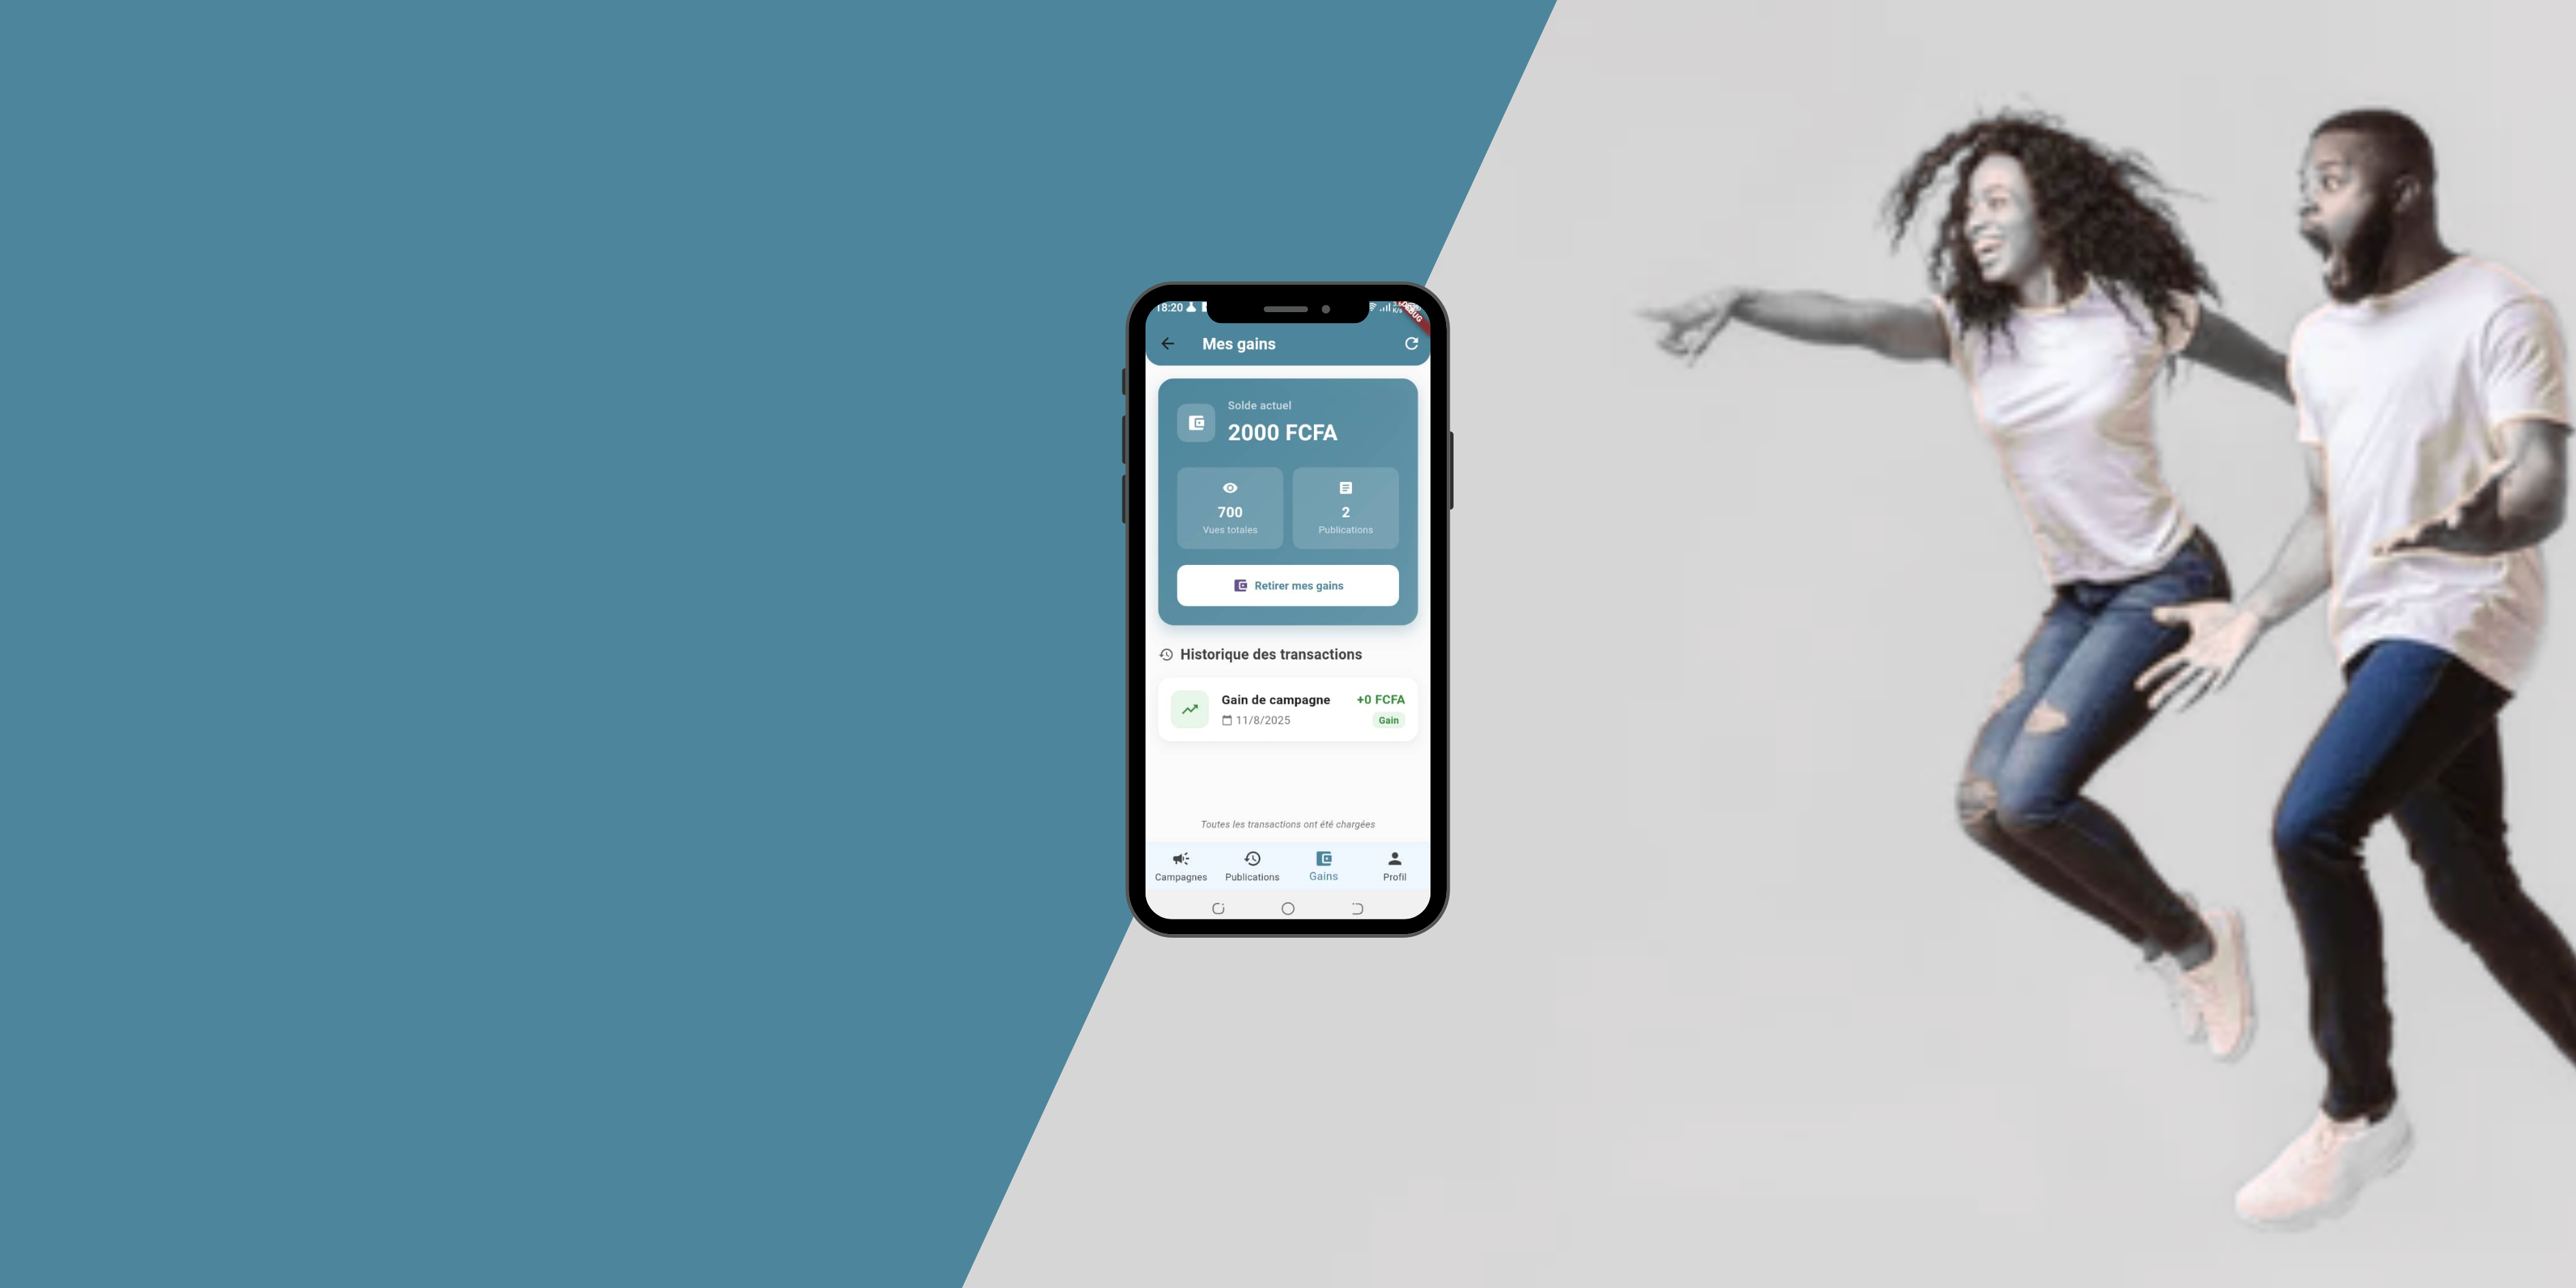 18:20
Mes gains
Solde actuel
2000 FCFA
700
Vues totales
2
Publications
Retirer mes gains
Historique des transactions
Gain de campagne
+0 FCFA
11/8/2025
Gain
Toutes les transactions ont été chargées
Campagnes
Publications
Gains
Profil